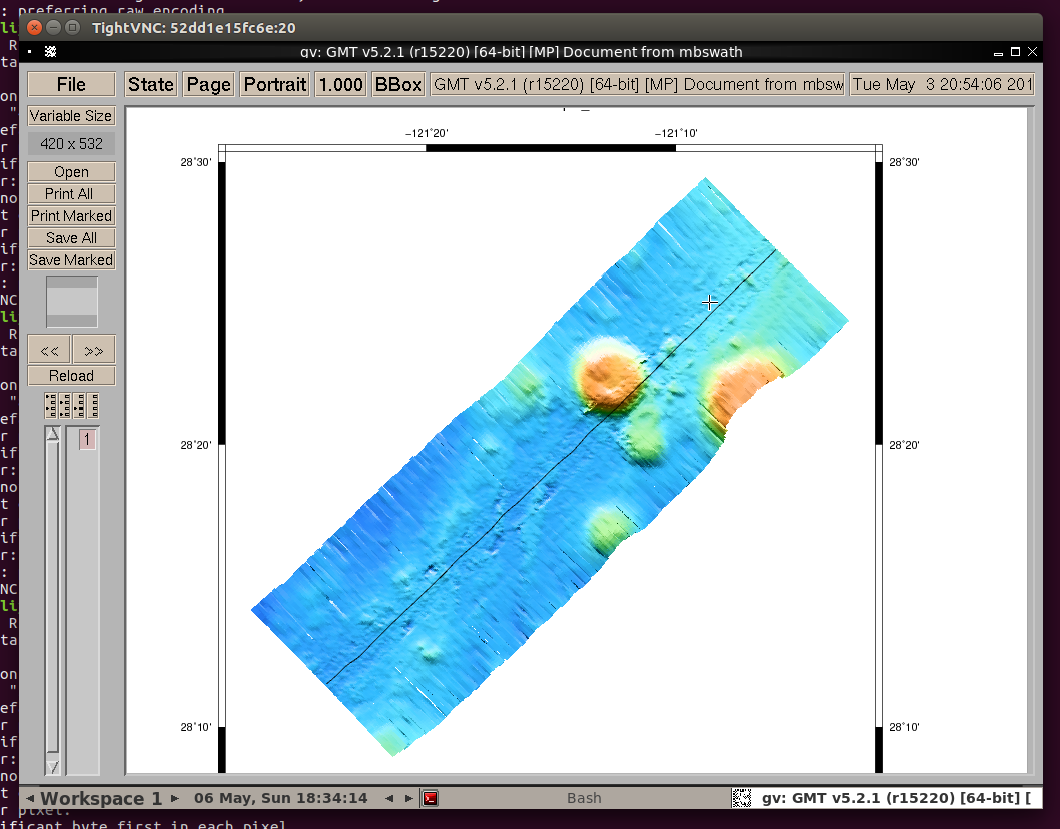 : preferring raw encoding
TightVNC: 52dd1e15fc6e:20
gv: GMT v5.2.1 (r15220) [64-bit] [MP] Document from mbswath
File State Page Portrait 1.000 BBox GMT v5.2.1 (r15220) [64-bit] [MP] Document from mbsw Tue May 3 20:54:06 201
Variable Size
420 x 532
Open
Print All
Print Marked
Save All
Save Marked
<< >>
Reload
1
−121°20' −121°10'
28°30' 28°30'
28°20' 28°20'
28°10' 28°10'
Workspace 1 06 May, Sun 18:34:14 Bash gv: GMT v5.2.1 (r15220) [64-bit] [
r pixel.
ificant byte first in each pixel